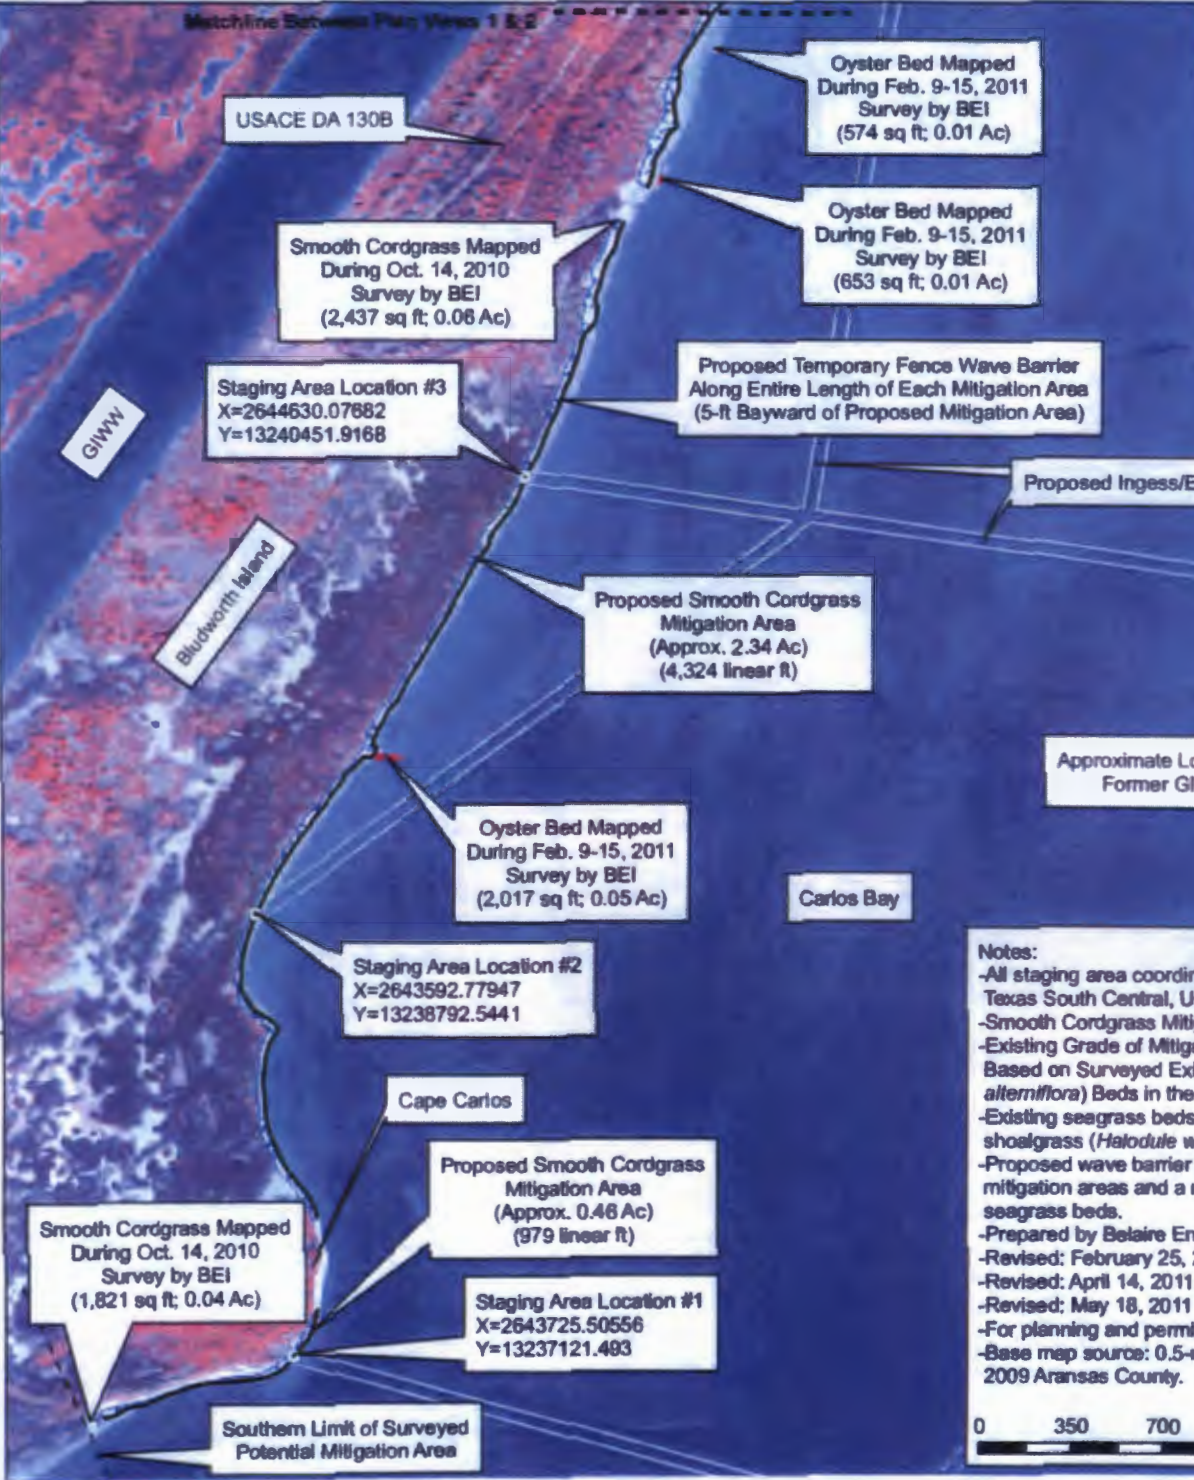 Matchline Between Plan Views 1 & 2
Oyster Bed Mapped
During Feb. 9-15, 2011
Survey by BEI
(574 sq ft; 0.01 Ac)
USACE DA 130B
Oyster Bed Mapped
During Feb. 9-15, 2011
Survey by BEI
(653 sq ft; 0.01 Ac)
Smooth Cordgrass Mapped
During Oct. 14, 2010
Survey by BEI
(2,437 sq ft; 0.06 Ac)
Proposed Temporary Fence Wave Barrier
Along Entire Length of Each Mitigation Area
(5-ft Bayward of Proposed Mitigation Area)
Staging Area Location #3
X=2644630.07682
Y=13240451.9168
GIWW
Proposed Ingess/E
Bludworth Island
Proposed Smooth Cordgrass
Mitigation Area
(Approx. 2.34 Ac)
(4,324 linear ft)
Approximate Lo
Former GI
Oyster Bed Mapped
During Feb. 9-15, 2011
Survey by BEI
(2,017 sq ft; 0.05 Ac)
Carlos Bay
Staging Area Location #2
X=2643592.77947
Y=13238792.5441
Cape Carlos
Proposed Smooth Cordgrass
Mitigation Area
(Approx. 0.46 Ac)
(979 linear ft)
Smooth Cordgrass Mapped
During Oct. 14, 2010
Survey by BEI
(1,821 sq ft; 0.04 Ac)
Staging Area Location #1
X=2643725.50556
Y=13237121.493
Southern Limit of Surveyed
Potential Mitigation Area
Notes:
-All staging area coordin
Texas South Central, U
-Smooth Cordgrass Miti
-Existing Grade of Mitiga
Based on Surveyed Exi
alterniflora) Beds in the
-Existing seagrass beds
shoalgrass (Halodule w
-Proposed wave barrier
mitigation areas and a
seagrass beds.
-Prepared by Belaire En
-Revised: February 25,
-Revised: April 14, 2011
-Revised: May 18, 2011
-For planning and permi
-Base map source: 0.5-
2009 Aransas County.
0 350 700